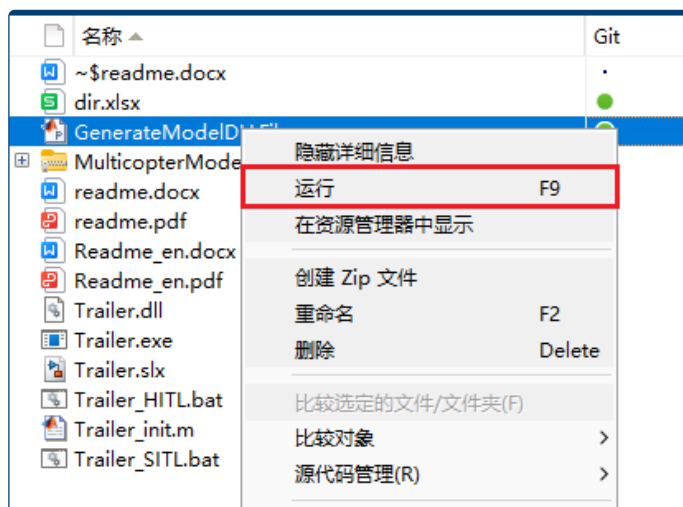 名称 Git
~$readme.docx
dir.xlsx
GenerateModelD
MulticopterMode
readme.docx
readme.pdf
Readme_en.docx
Readme_en.pdf
Trailer.dll
Trailer.exe
Trailer.slx
Trailer_HITL.bat
Trailer_init.m
Trailer_SITL.bat
隐藏详细信息
运行 F9
在资源管理器中显示
创建 Zip 文件
重命名 F2
删除 Delete
比较选定的文件/文件夹(F)
比较对象
源代码管理(R)